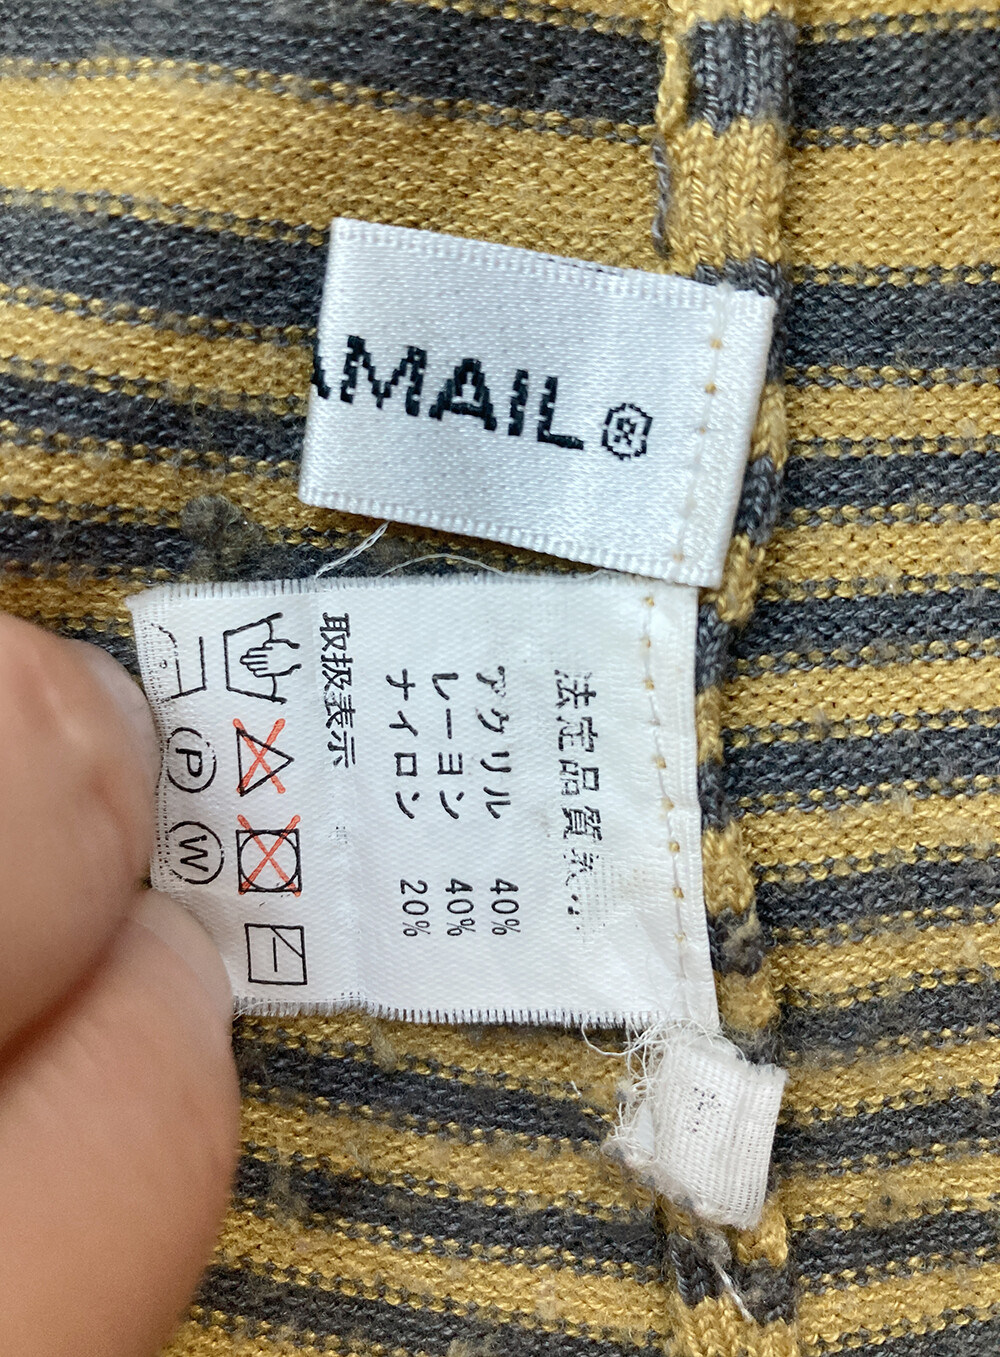 MAIL®
法定品質表示
アクリル 40%
レーヨン 40%
ナイロン 20%
取扱表示
P
W